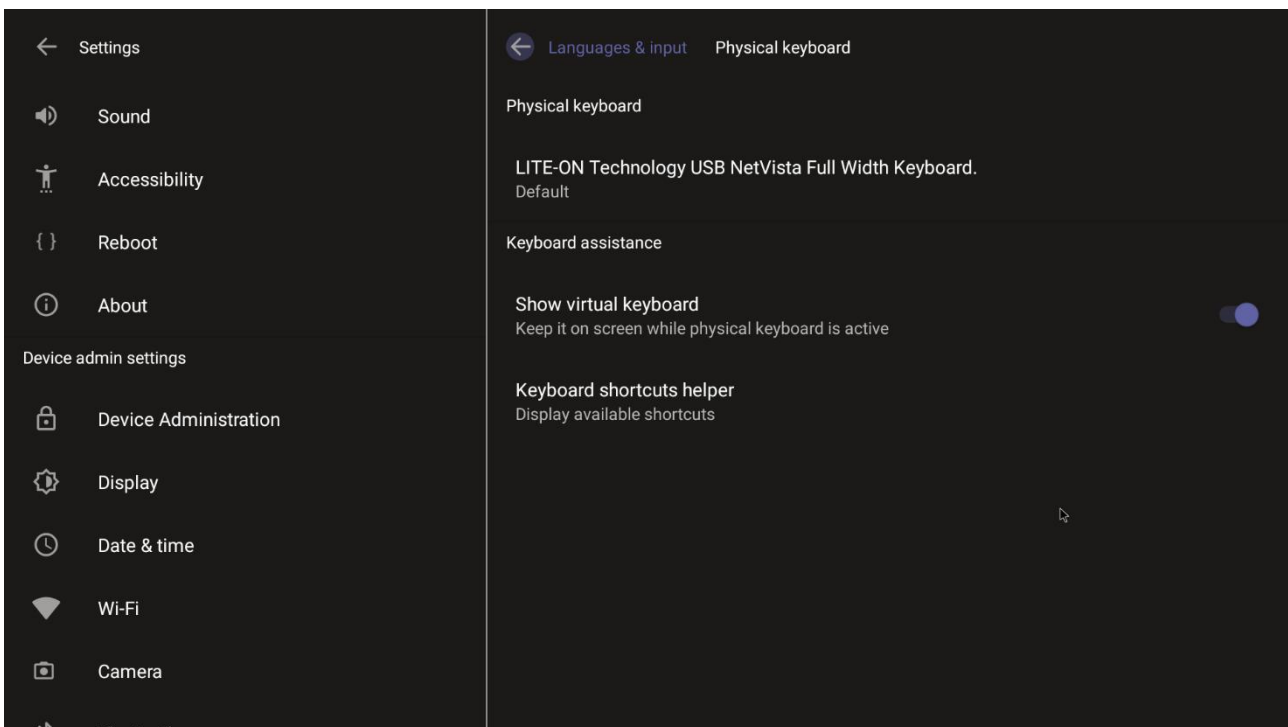 Settings
Sound
Accessibility
{ } Reboot
About
Device admin settings
Device Administration
Display
Date & time
Wi-Fi
Camera
Languages & input Physical keyboard
Physical keyboard
LITE-ON Technology USB NetVista Full Width Keyboard.
Default
Keyboard assistance
Show virtual keyboard
Keep it on screen while physical keyboard is active
Keyboard shortcuts helper
Display available shortcuts